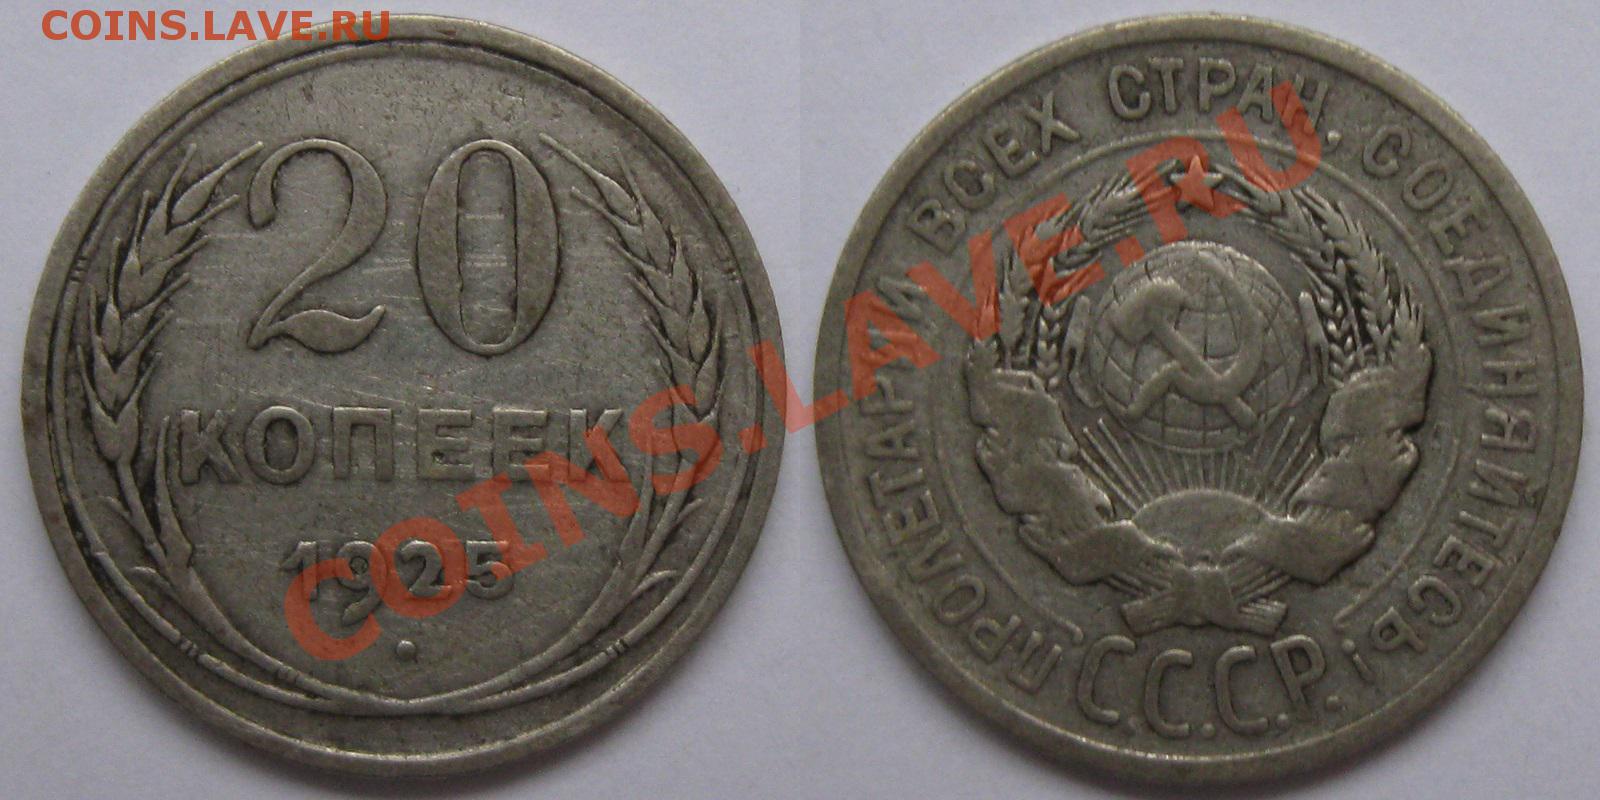 COINS.LAVE.RU
20
КОПЕЕК
1925
ПРОЛЕТАРИИ ВСЕХ СТРАН, СОЕДИНЯЙТЕСЬ!
С.С.С.Р.
COINS.LAVE.RU